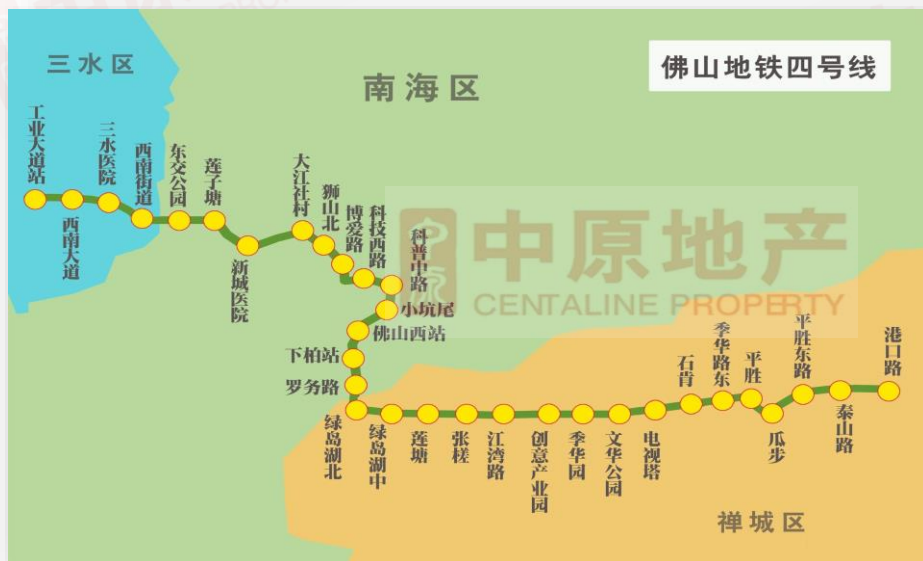 三水区
南海区
佛山地铁四号线
工业大道站
西南大道
三水医院
西南街道
东交公园
莲子塘
新城医院
大江社村
狮山北
博爱路
科技西路
科普中路
小坑尾
佛山西站
下柏站
罗务路
绿岛湖北
绿岛湖中
莲塘
张槎
江湾路
创意产业园
季华园
文华公园
电视塔
石肯
季华路东
平胜
瓜步
平胜东路
泰山路
港口路
禅城区
中原地产
CENTALINE PROPERTY